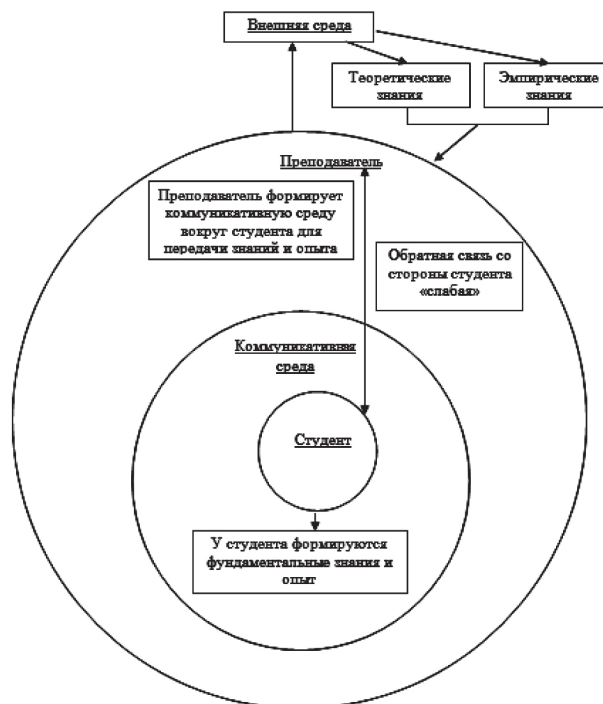 Внешняя среда
Теоретические
знания
Эмпирические
знания
Преподаватель
Преподаватель формирует
коммуникативную среду
вокруг студента для
передачи знаний и опыта
Обратная связь со
стороны студента
«слабая»
Коммуникативная
среда
Студент
У студента формируются
фундаментальные знания и
опыт